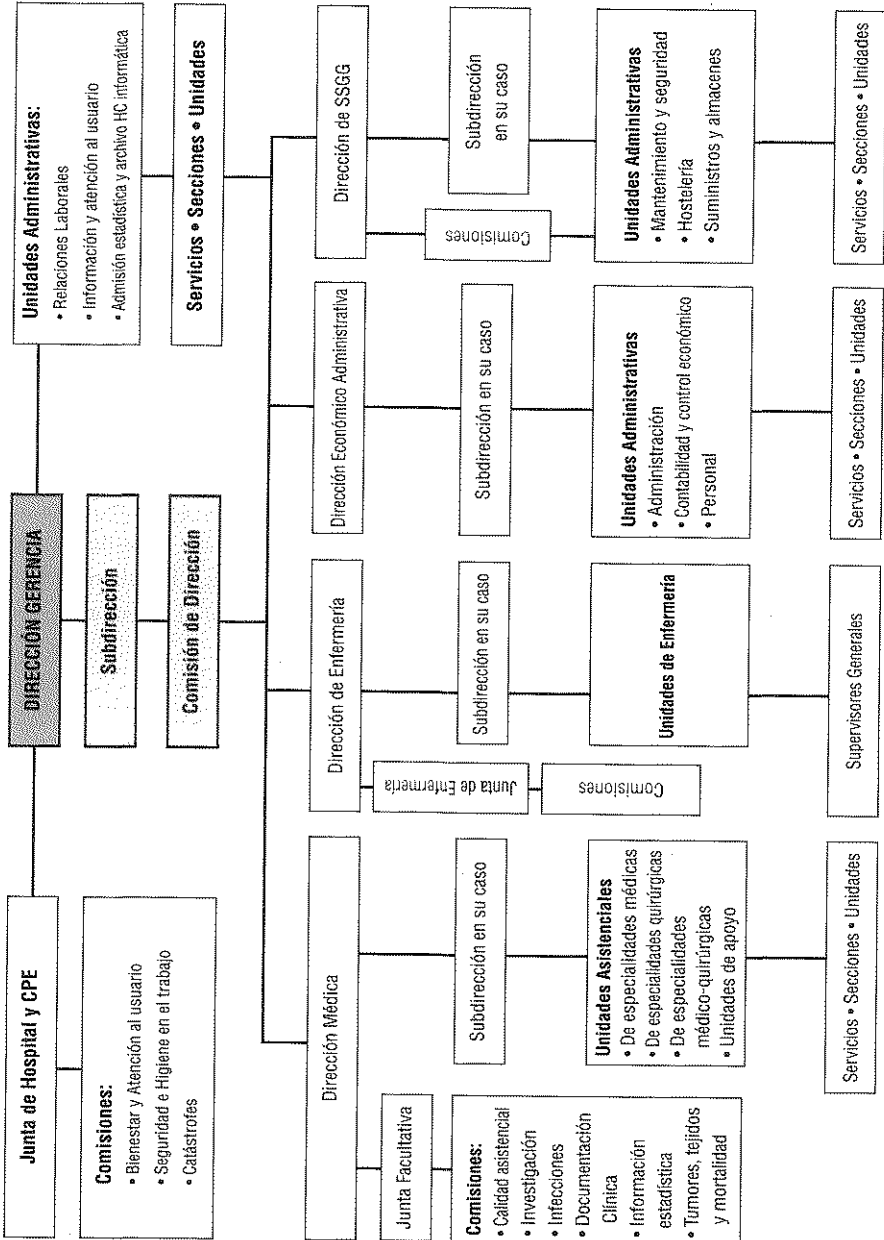 Junta de Hospital y CPE
DIRECCIÓN GERENCIA
Unidades Administrativas:
• Relaciones Laborales
• Información y atención al usuario
• Admisión estadística y archivo HC informática
Comisiones:
• Bienestar y Atención al usuario
• Seguridad e Higiene en el trabajo
• Catástrofes
Subdirección
Servicios • Secciones • Unidades
Comisión de Dirección
Dirección Médica
Dirección de Enfermería
Dirección Económico Administrativa
Dirección de SSGG
Junta Facultativa
Junta de Enfermería
Comisiones
Comisiones
Subdirección en su caso
Subdirección en su caso
Subdirección en su caso
Subdirección
en su caso
Comisiones:
• Calidad asistencial
• Investigación
• Infecciones
• Documentación
Clínica
• Información
estadística
• Tumores, tejidos
y mortalidad
Unidades Asistenciales
• De especialidades médicas
• De especialidades quirúrgicas
• De especialidades
médico-quirúrgicas
• Unidades de apoyo
Unidades de Enfermería
Unidades Administrativas
• Administración
• Contabilidad y control económico
• Personal
Unidades Administrativas
• Mantenimiento y seguridad
• Hostelería
• Suministros y almacenes
Servicios • Secciones • Unidades
Supervisores Generales
Servicios • Secciones • Unidades
Servicios • Secciones • Unidades